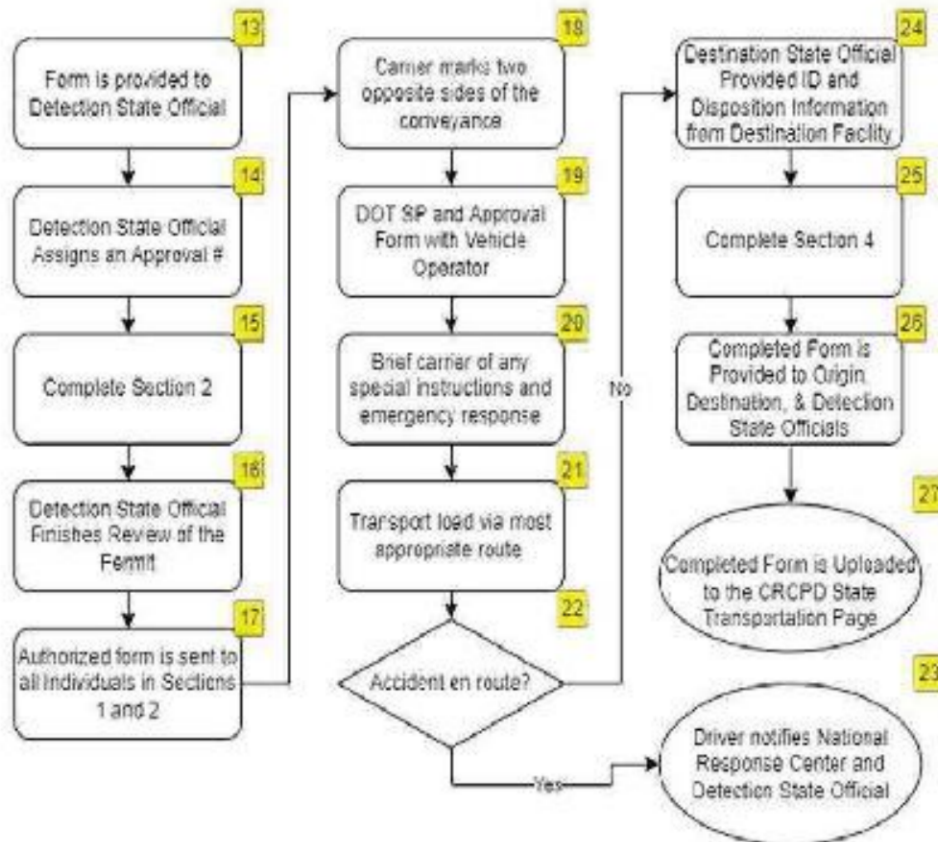 13
Form is provided to
Detection State Official
14
Detection State Official
Assigns an Approval #
15
Complete Section 2
16
Detection State Official
Finishes Review of the
Permit
17
Authorized form is sent to
all Individuals in Sections
1 and 2
18
Carrier marks two
opposite sides of the
conveyance
19
DOT SP and Approval
Form with Vehicle
Operator
20
Brief carrier of any
special instructions and
emergency response
21
Transport load via most
appropriate route
22
Accident en route?
No
Yes
24
Destination State Official
Provided ID and
Disposition Information
from Destination Facility
25
Complete Section 4
26
Completed Form is
Provided to Origin,
Destination, & Detection
State Officials
27
Completed Form is Uploaded
to the CRCPD State
Transportation Page
23
Driver notifies National
Response Center and
Detection State Official